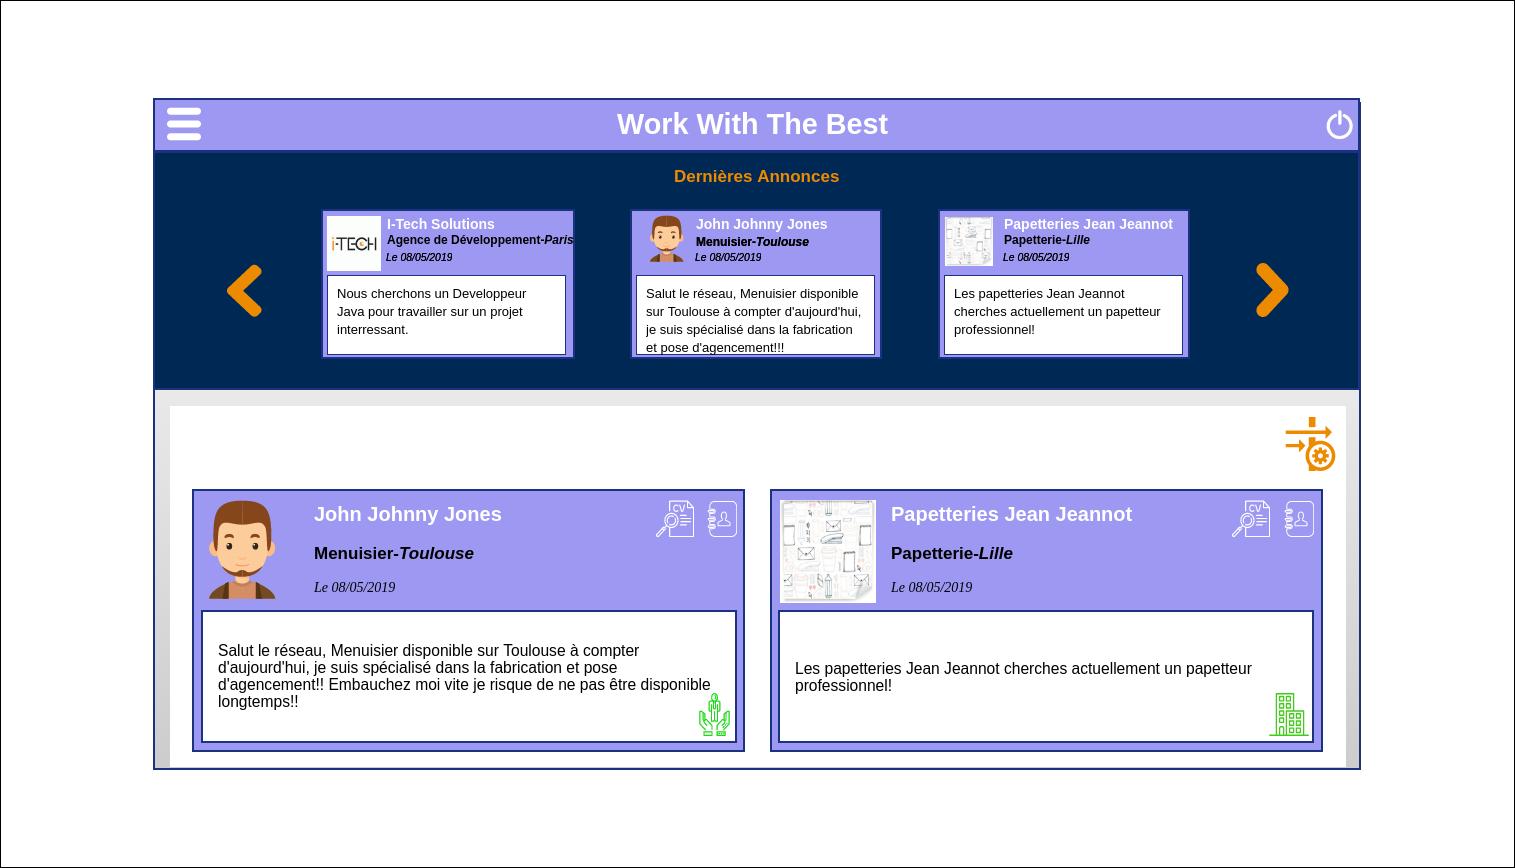 Work With The Best
Dernières Annonces
i-TECH
I-Tech Solutions
Agence de Développement-Paris
Le 08/05/2019
Nous cherchons un Developpeur
Java pour travailler sur un projet
interressant.
John Johnny Jones
Menuisier-Toulouse
Le 08/05/2019
Salut le réseau, Menuisier disponible
sur Toulouse à compter d'aujourd'hui,
je suis spécialisé dans la fabrication
et pose d'agencement!!!
Papetteries Jean Jeannot
Papetterie-Lille
Le 08/05/2019
Les papetteries Jean Jeannot
cherches actuellement un papetteur
professionnel!
John Johnny Jones
CV
Menuisier-Toulouse
Le 08/05/2019
Salut le réseau, Menuisier disponible sur Toulouse à compter
d'aujourd'hui, je suis spécialisé dans la fabrication et pose
d'agencement!! Embauchez moi vite je risque de ne pas être disponible
longtemps!!
Papetteries Jean Jeannot
CV
Papetterie-Lille
Le 08/05/2019
Les papetteries Jean Jeannot cherches actuellement un papetteur
professionnel!